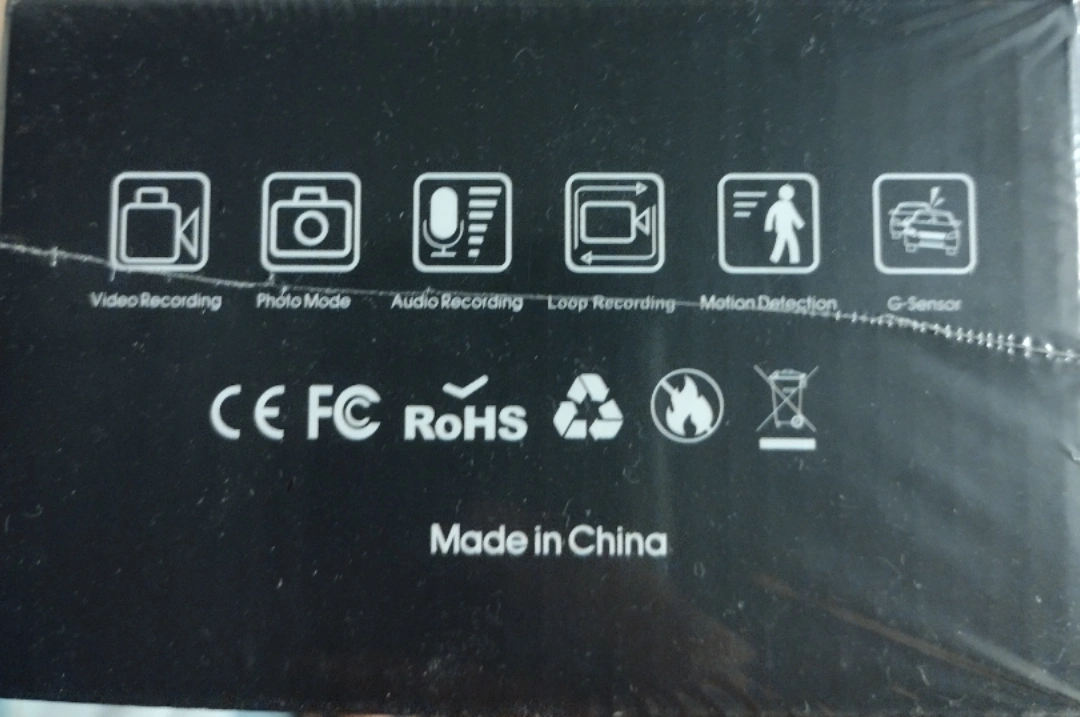 Video Recording Photo Mode Audio Recording Loop Recording Motion Detection G-Sensor
CE FC RoHS
Made in China